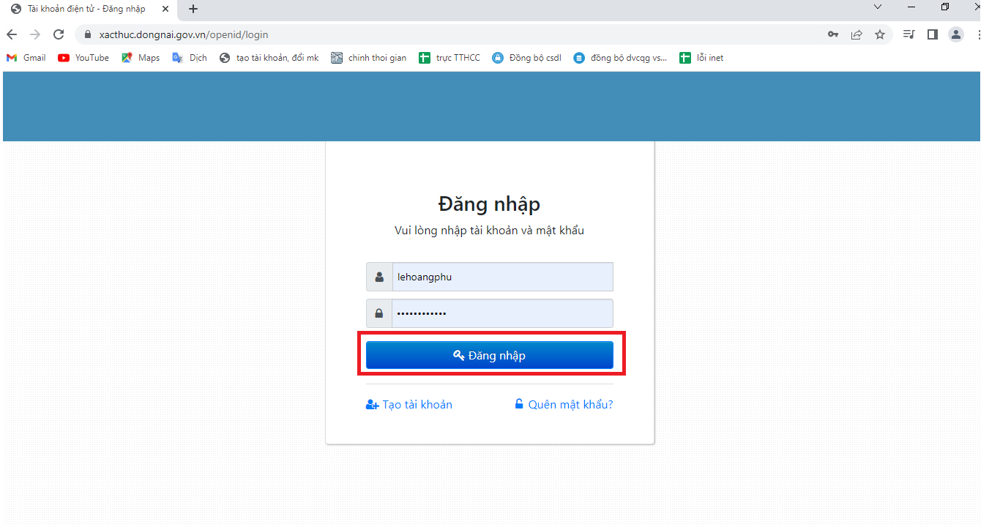 Tài khoản điện tử - Đăng nhập
xacthuc.dongnai.gov.vn/openid/login
Gmail YouTube Maps Dịch tạo tài khoản, đổi mk chinh thoi gian trực TTHCC Đồng bộ csdl đồng bộ dvcqg vs... lỗi inet
Đăng nhập
Vui lòng nhập tài khoản và mật khẩu
lehoangphu
••••••••••••
Đăng nhập
Tạo tài khoản Quên mật khẩu?